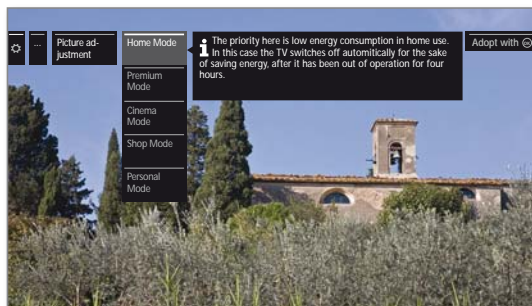 ...
Picture ad-
justment
Home Mode
Premium
Mode
Cinema
Mode
Shop Mode
Personal
Mode
The priority here is low energy consumption in home use.
In this case the TV switches off automitically for the sake
of saving energy, after it has been out of operation for four
hours.
Adopt with OK